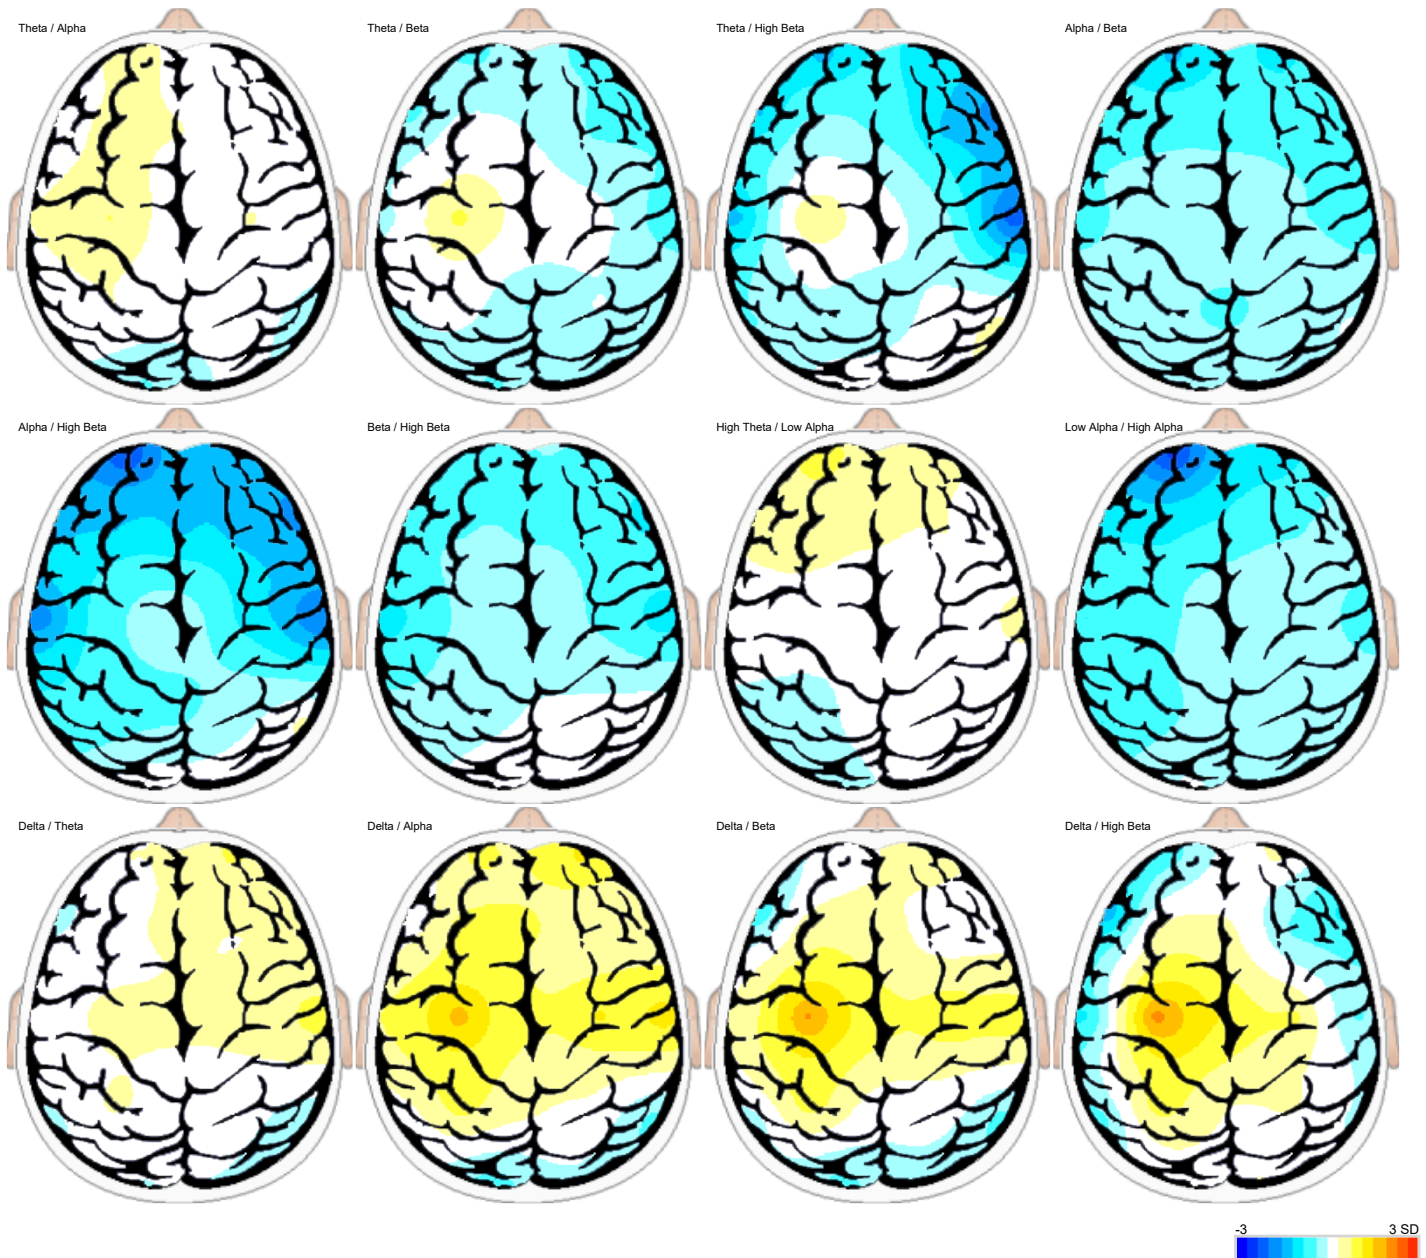 Theta / Alpha
Theta / Beta
Theta / High Beta
Alpha / Beta
Alpha / High Beta
Beta / High Beta
High Theta / Low Alpha
Low Alpha / High Alpha
Delta / Theta
Delta / Alpha
Delta / Beta
Delta / High Beta
-3 3 SD